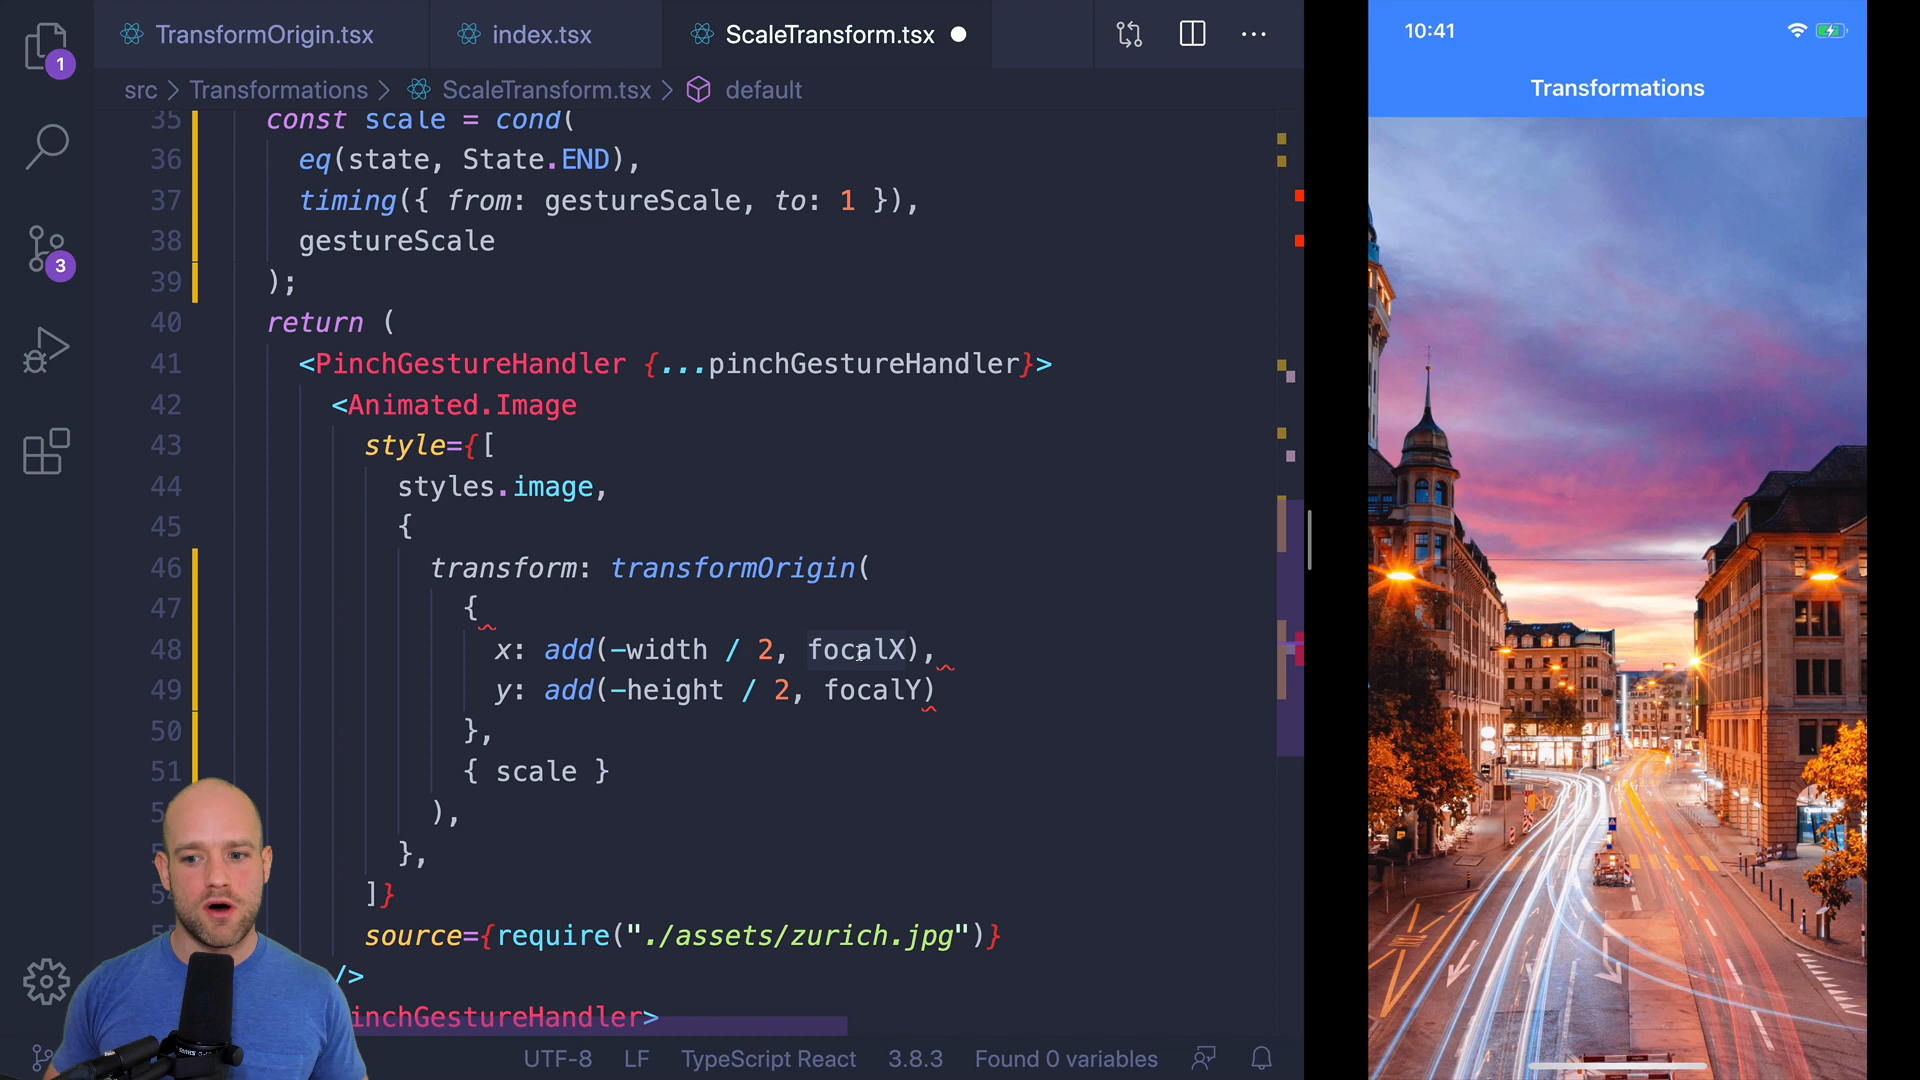 1
TransformOrigin.tsx
index.tsx
ScaleTransform.tsx
10:41
Transformations
src > Transformations > ScaleTransform.tsx > default
35 const scale = cond(
36 eq(state, State.END),
37 timing({ from: gestureScale, to: 1 }),
38 gestureScale
39 );
40 return (
41 <PinchGestureHandler {...pinchGestureHandler}>
42 <Animated.Image
43 style={[
44 styles.image,
45 {
46 transform: transformOrigin(
47 {
48 x: add(-width / 2, focalX),
49 y: add(-height / 2, focalY)
50 },
51 { scale }
5 ),
},
5 ]}
source={require("./assets/zurich.jpg")}
/>
inchGestureHandler>
3
UTF-8 LF TypeScript React 3.8.3 Found 0 variables